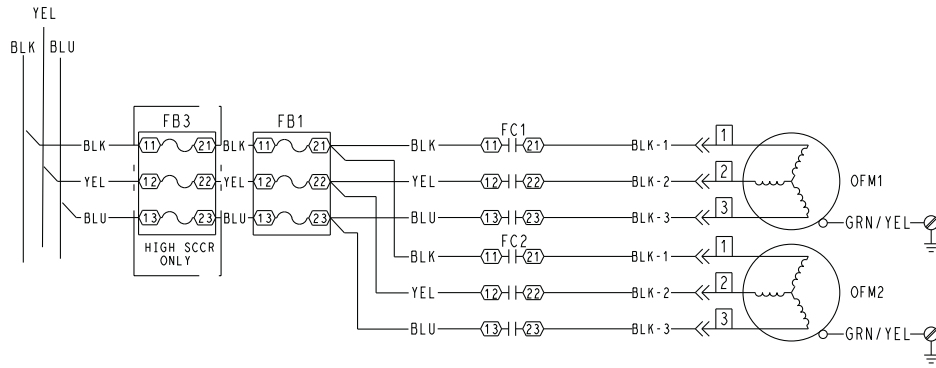 YEL
BLK BLU
FB3 FB1 FC1
BLK 11 21 BLK 11 21 BLK 11 21 BLK-1 1
YEL 12 22 YEL 12 22 YEL 12 22 BLK-2 2 OFM1
BLU 13 23 BLU 13 23 BLU 13 23 BLK-3 3
GRN/YEL
HIGH SCCR
ONLY
FC2
BLK 11 21 BLK-1 1
YEL 12 22 BLK-2 2 OFM2
BLU 13 23 BLK-3 3
GRN/YEL